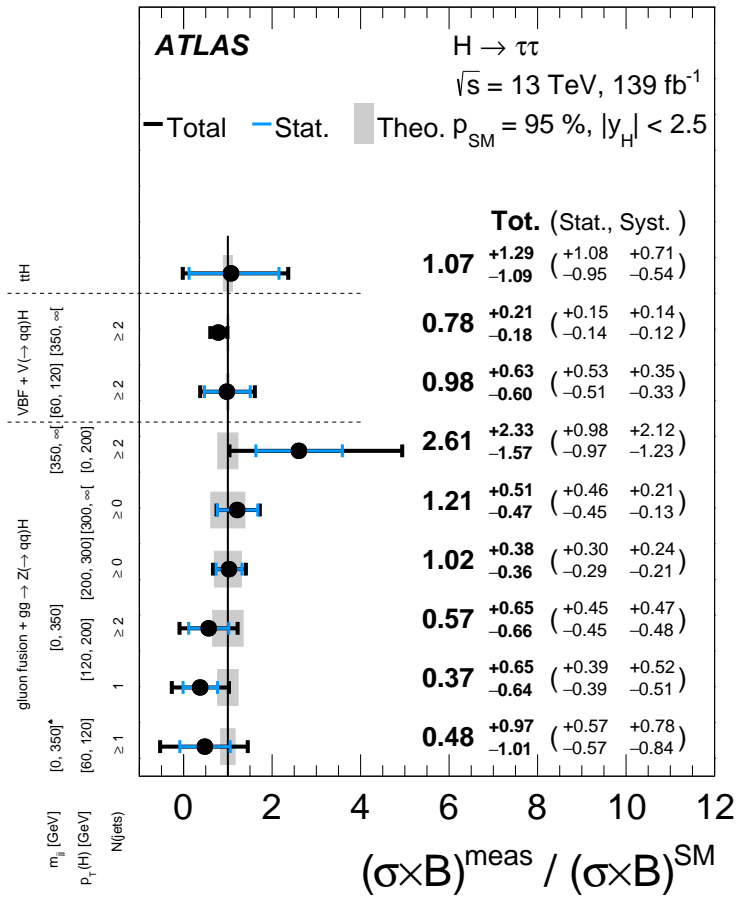 ATLAS
H → ττ
√s = 13 TeV, 139 fb⁻¹
Total Stat. Theo. p_SM = 95 %, |y_H| < 2.5
Tot. (Stat., Syst.)
ttH
1.07 +1.29 −1.09 (+1.08 −0.95 +0.71 −0.54)
VBF + V(→ qq)H
[350, ∞[
≥ 2
0.78 +0.21 −0.18 (+0.15 −0.14 +0.14 −0.12)
[60, 120]
≥ 2
0.98 +0.63 −0.60 (+0.53 −0.51 +0.35 −0.33)
gluon fusion + gg → Z(→ qq)H
[350, ∞[
[0, 200]
≥ 2
2.61 +2.33 −1.57 (+0.98 −0.97 +2.12 −1.23)
[300, ∞[
≥ 0
1.21 +0.51 −0.47 (+0.46 −0.45 +0.21 −0.13)
[200, 300]
≥ 0
1.02 +0.38 −0.36 (+0.30 −0.29 +0.24 −0.21)
[0, 350]
[120, 200]
≥ 2
0.57 +0.65 −0.66 (+0.45 −0.45 +0.47 −0.48)
1
0.37 +0.65 −0.64 (+0.39 −0.39 +0.52 −0.51)
[0, 350]♠
[60, 120]
≥ 1
0.48 +0.97 −1.01 (+0.57 −0.57 +0.78 −0.84)
m_jj [GeV]
p_T(H) [GeV]
N(jets)
0 2 4 6 8 10 12
(σ×B)^meas / (σ×B)^SM